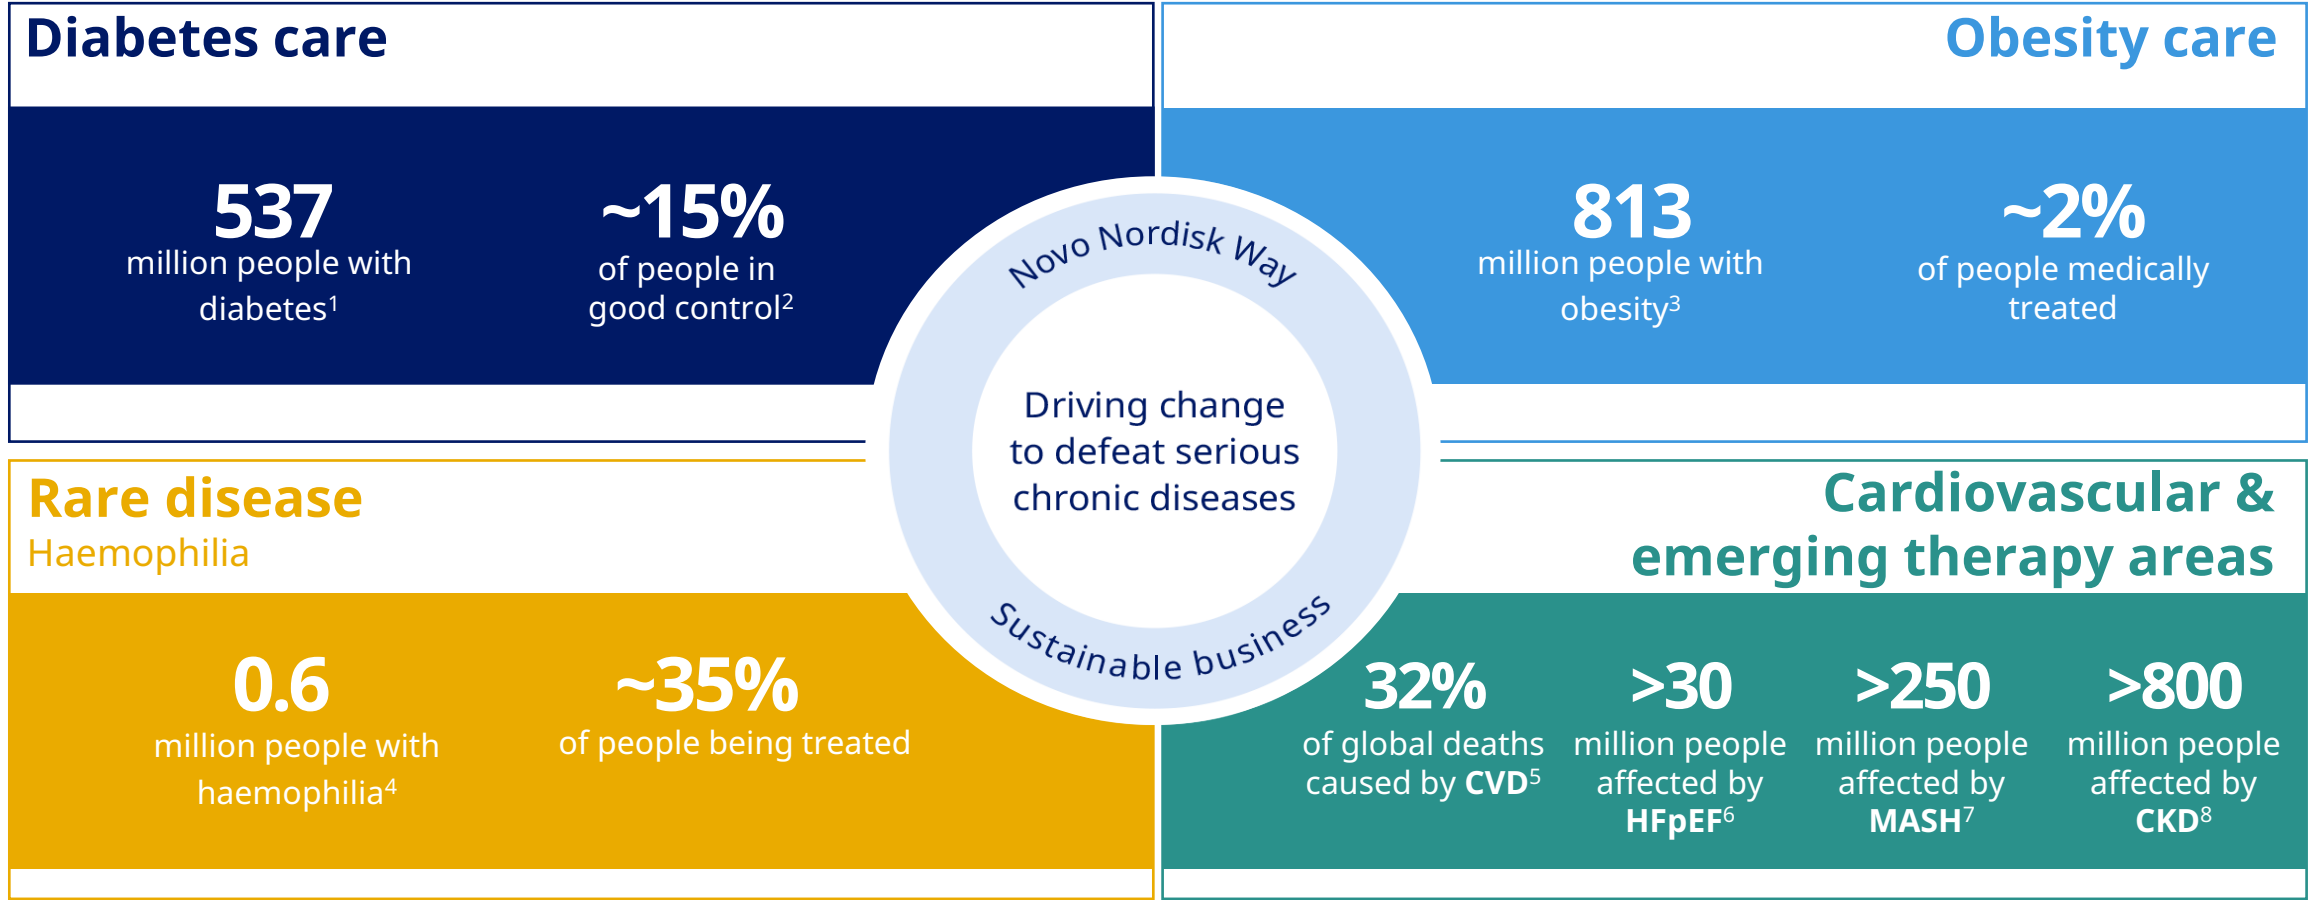 Diabetes care
537
million people with
diabetes¹
~15%
of people in
good control²
Obesity care
813
million people with
obesity³
~2%
of people medically
treated
Novo Nordisk Way
Driving change
to defeat serious
chronic diseases
Sustainable business
Rare disease
Haemophilia
0.6
million people with
haemophilia⁴
~35%
of people being treated
Cardiovascular &
emerging therapy areas
32%
of global deaths
caused by CVD⁵
>30
million people
affected by
HFpEF⁶
>250
million people
affected by
MASH⁷
>800
million people
affected by
CKD⁸